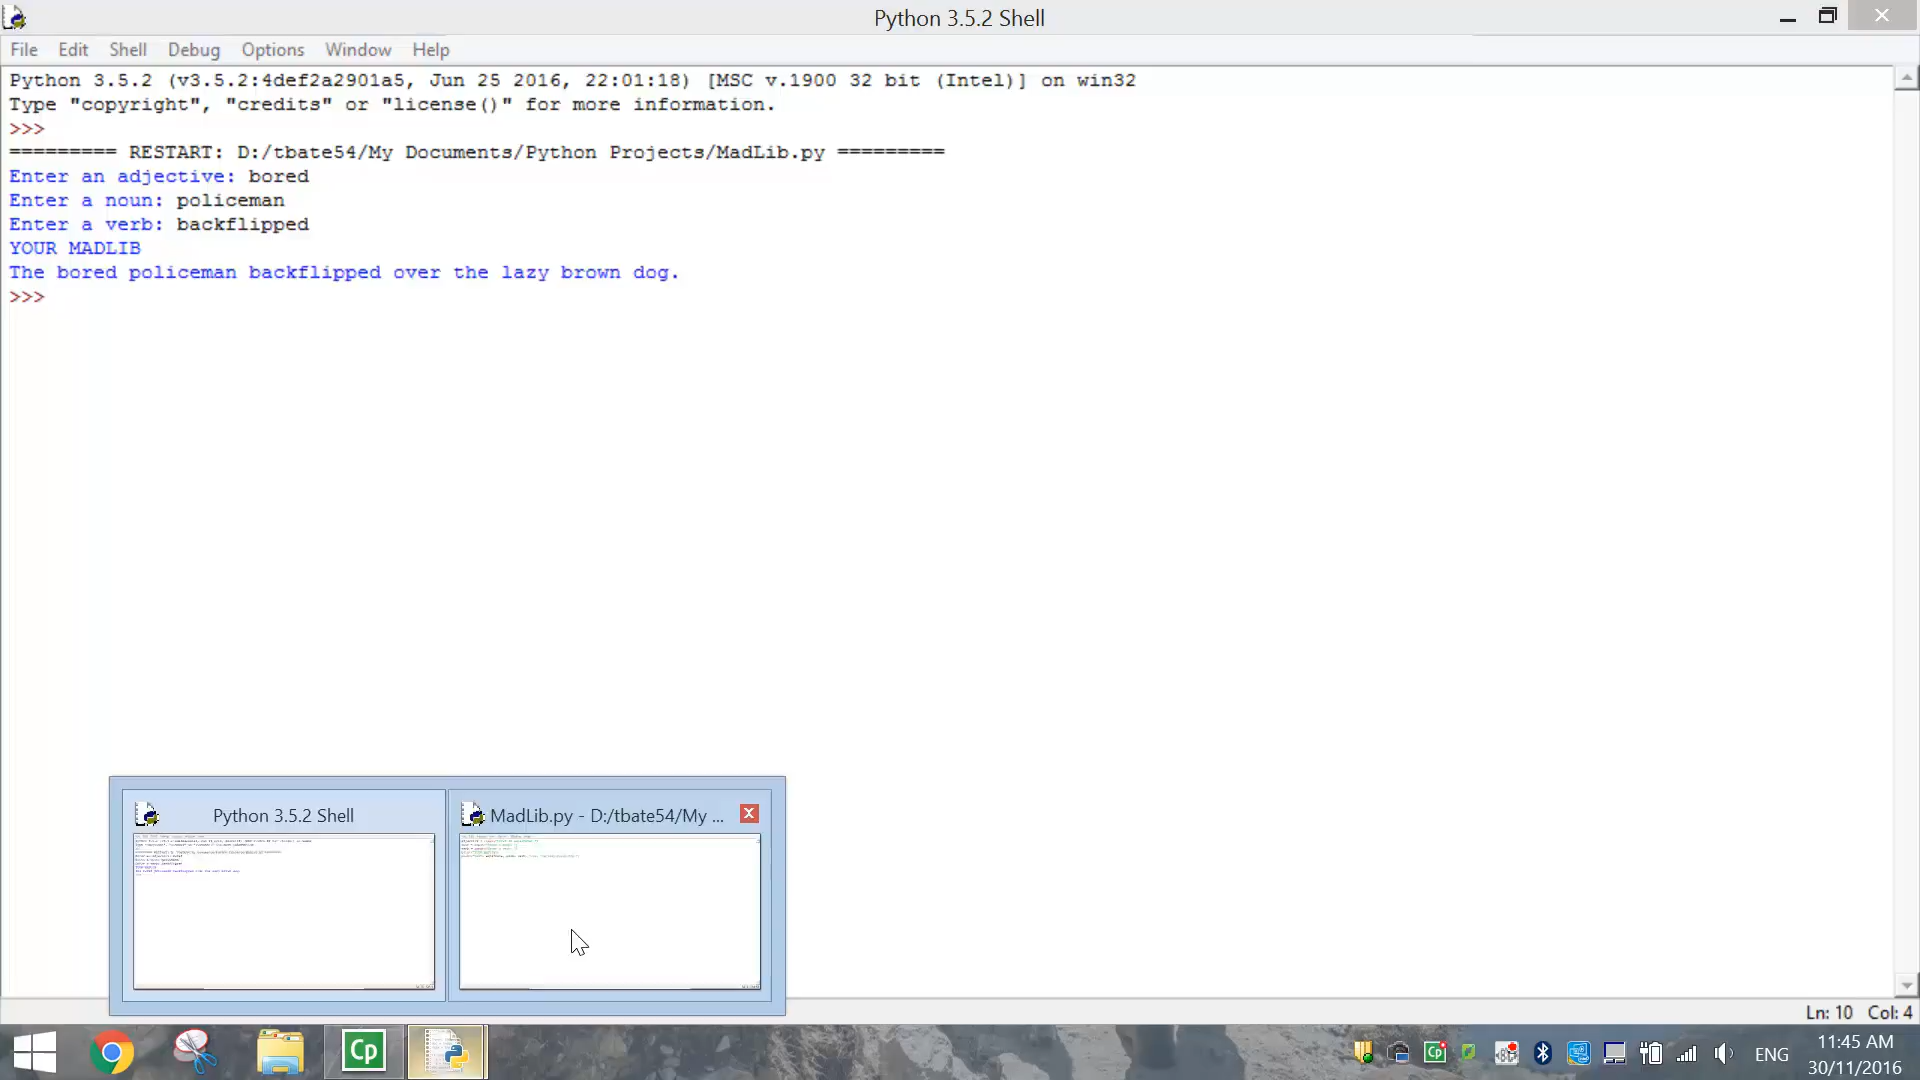 Python 3.5.2 Shell
File Edit Shell Debug Options Window Help
Python 3.5.2 (v3.5.2:4def2a2901a5, Jun 25 2016, 22:01:18) [MSC v.1900 32 bit (Intel)] on win32
Type "copyright", "credits" or "license()" for more information.
>>>
========= RESTART: D:/tbate54/My Documents/Python Projects/MadLib.py =========
Enter an adjective: bored
Enter a noun: policeman
Enter a verb: backflipped
YOUR MADLIB
The bored policeman backflipped over the lazy brown dog.
>>>
Python 3.5.2 Shell
MadLib.py - D:/tbate54/My ...
Ln: 10 Col: 4
Cp
Cp
ENG
11:45 AM
30/11/2016